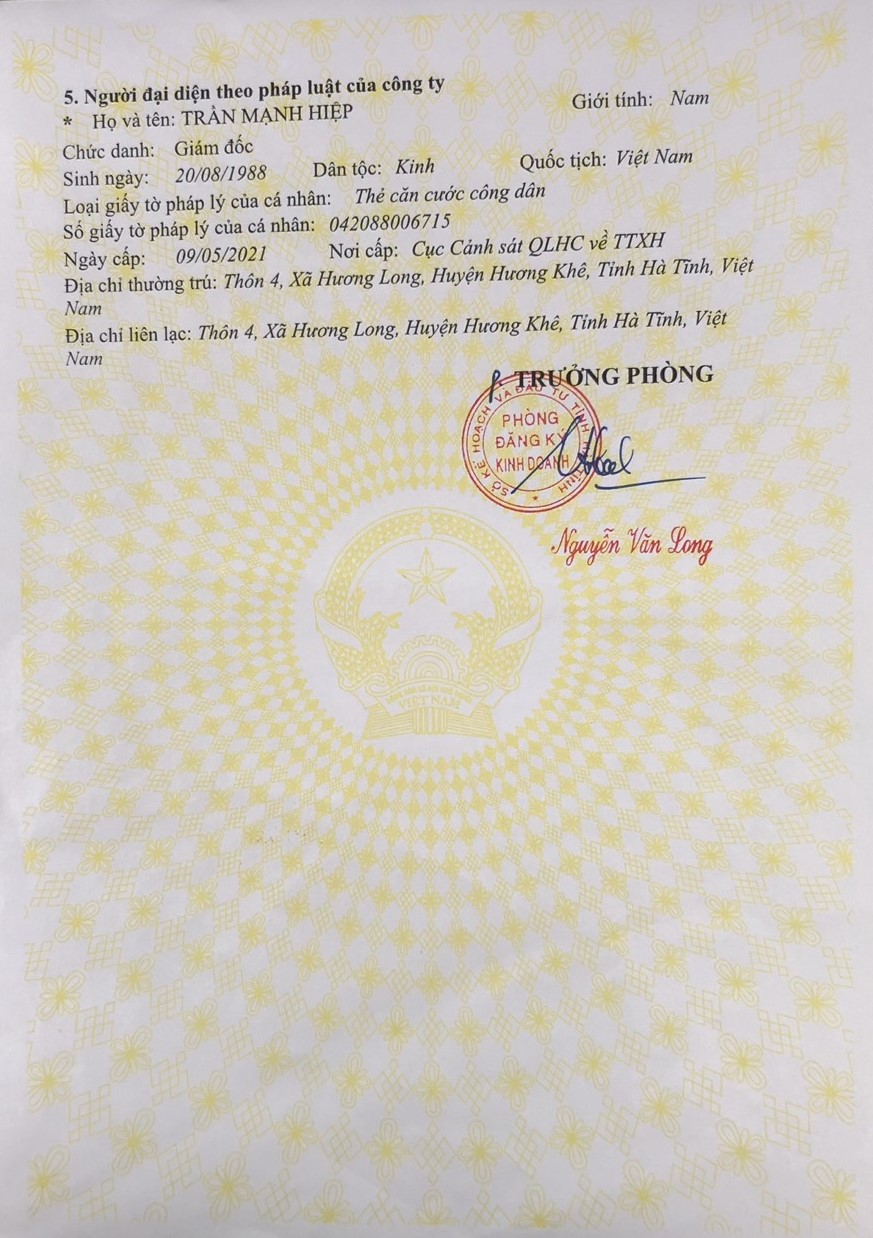 5. Người đại diện theo pháp luật của công ty
* Họ và tên: TRẦN MẠNH HIỆP Giới tính: Nam
Chức danh: Giám đốc
Sinh ngày: 20/08/1988 Dân tộc: Kinh Quốc tịch: Việt Nam
Loại giấy tờ pháp lý của cá nhân: Thẻ căn cước công dân
Số giấy tờ pháp lý của cá nhân: 042088006715
Ngày cấp: 09/05/2021 Nơi cấp: Cục Cảnh sát QLHC về TTXH
Địa chỉ thường trú: Thôn 4, Xã Hương Long, Huyện Hương Khê, Tỉnh Hà Tĩnh, Việt
Nam
Địa chỉ liên lạc: Thôn 4, Xã Hương Long, Huyện Hương Khê, Tỉnh Hà Tĩnh, Việt
Nam
TRƯỞNG PHÒNG
SỞ KẾ HOẠCH VÀ ĐẦU TƯ TỈNH HÀ TĨNH
PHÒNG
ĐĂNG KÝ
KINH DOANH
Nguyễn Văn Long
VIỆT NAM